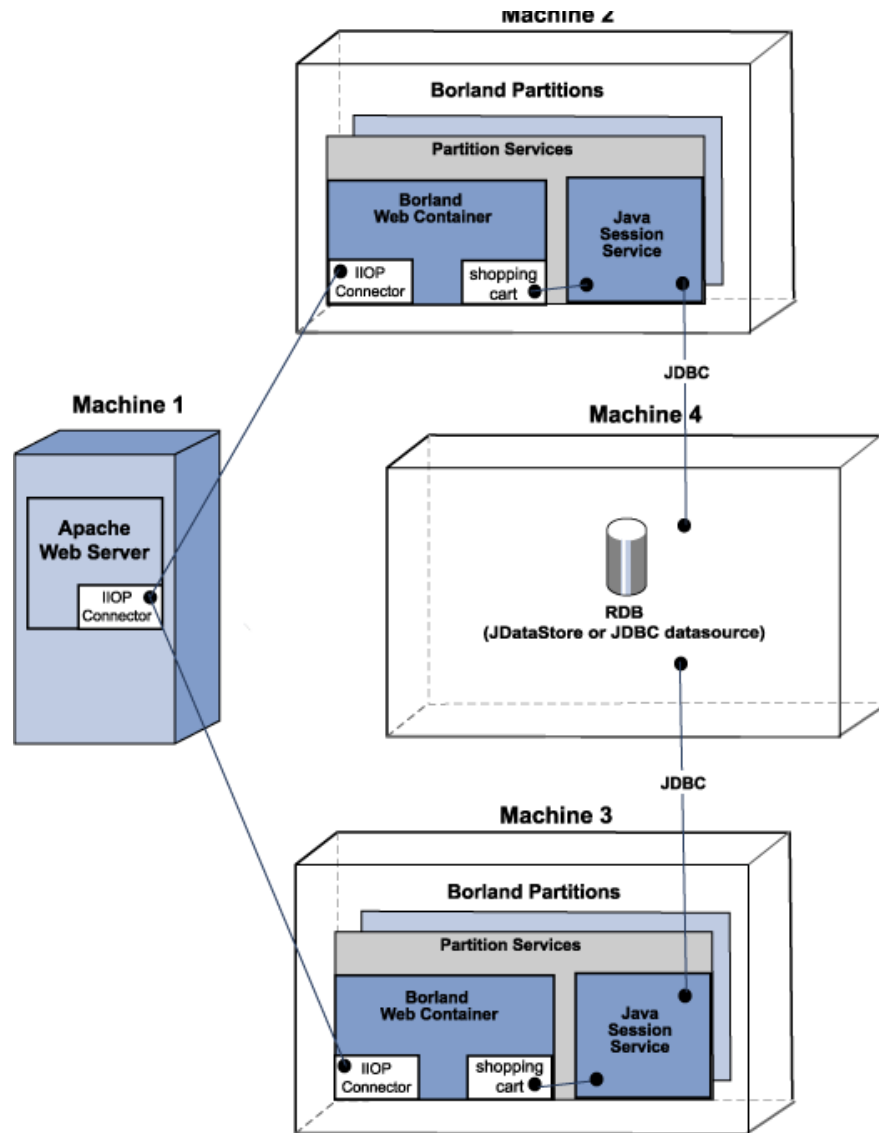 Machine 2
Borland Partitions
Partition Services
Borland
Web Container
Java
Session
Service
IIOP
Connector
shopping
cart
JDBC
Machine 1
Machine 4
Apache
Web Server
IIOP
Connector
RDB
(JDataStore or JDBC datasource)
JDBC
Machine 3
Borland Partitions
Partition Services
Borland
Web Container
Java
Session
Service
IIOP
Connector
shopping
cart